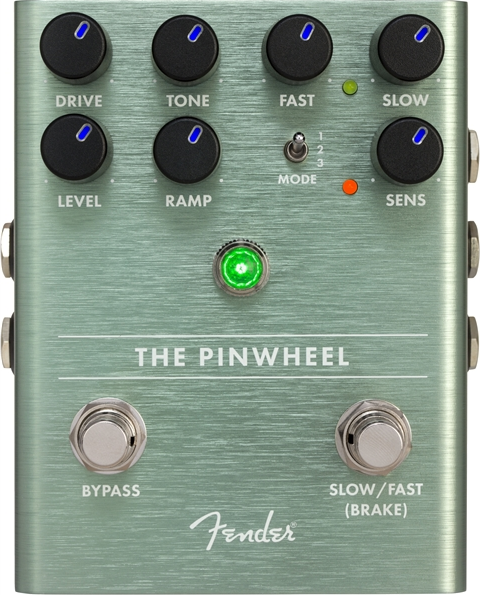 DRIVE TONE FAST SLOW
1
2
3
MODE
LEVEL RAMP SENS
THE PINWHEEL
BYPASS
SLOW/FAST
(BRAKE)
Fender®